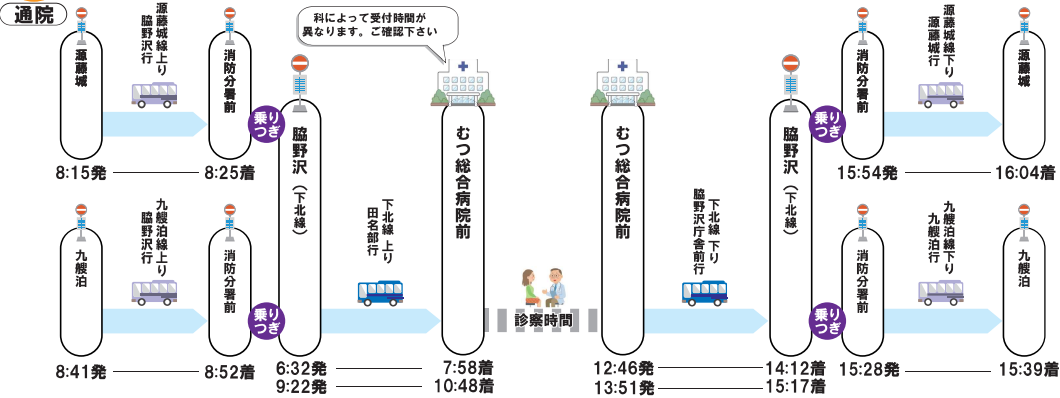 通院
源藤城
源藤城線上り
脇野沢行
消防分署前
8:15発
8:25着
乗り
つぎ
九艘泊
九艘泊線上り
脇野沢行
消防分署前
8:41発
8:52着
乗り
つぎ
脇野沢（下北線）
下北線 上り
田名部行
科によって受付時間が
異なります。ご確認下さい
むつ総合病院前
6:32発
7:58着
9:22発
10:48着
診察時間
むつ総合病院前
下北線 下り
脇野沢庁舎前行
脇野沢（下北線）
12:46発
14:12着
13:51発
15:17着
乗り
つぎ
消防分署前
源藤城線下り
源藤城行
源藤城
15:54発
16:04着
乗り
つぎ
消防分署前
九艘泊線下り
九艘泊行
九艘泊
15:28発
15:39着